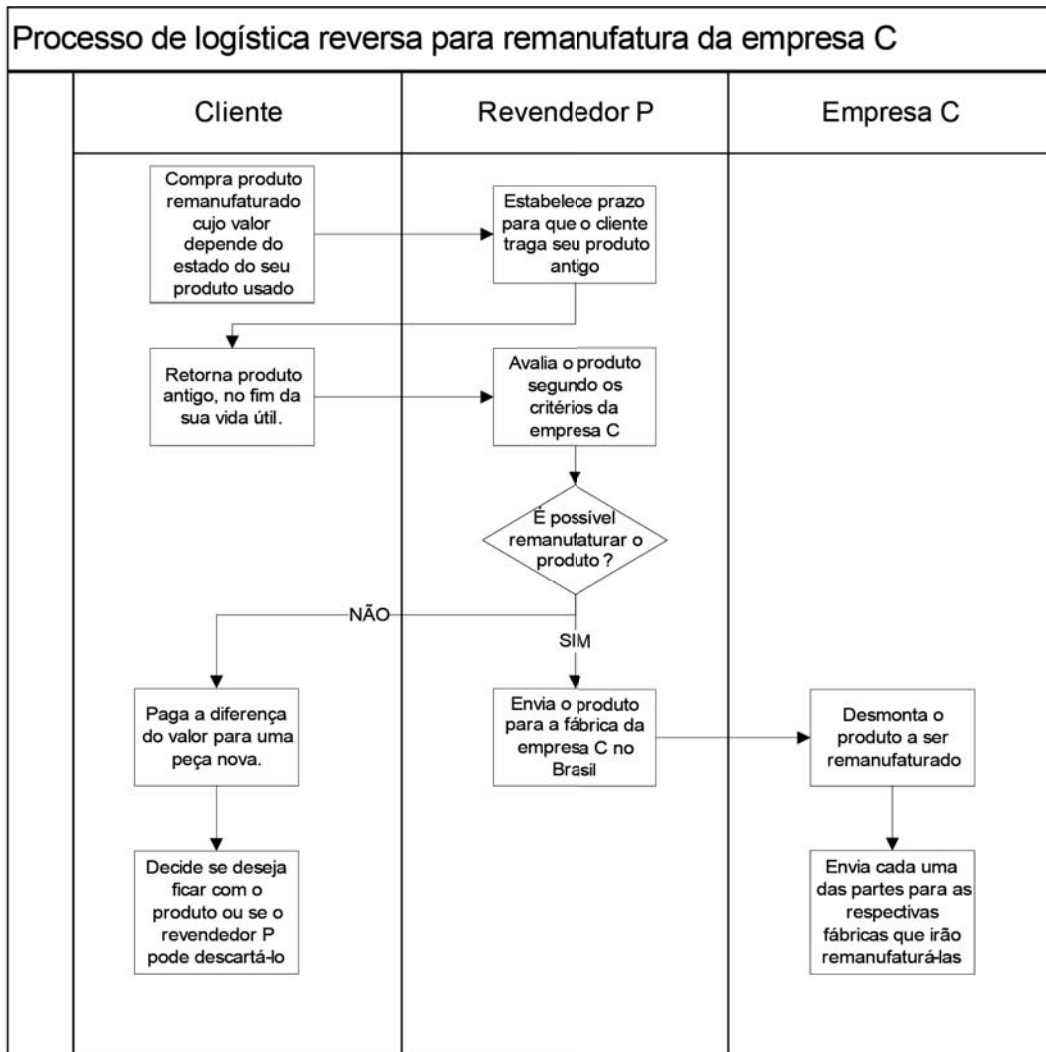 Processo de logística reversa para remanufatura da empresa C
Cliente
Revendedor P
Empresa C
Compra produto
remanufaturado
cujo valor
depende do
estado do seu
produto usado
Estabelece prazo
para que o cliente
traga seu produto
antigo
Retorna produto
antigo, no fim da
sua vida útil.
Avalia o produto
segundo os
critérios da
empresa C
É possível
remanufaturar o
produto ?
NÃO
SIM
Paga a diferença
do valor para uma
peça nova.
Envia o produto
para a fábrica da
empresa C no
Brasil
Desmonta o
produto a ser
remanufaturado
Decide se deseja
ficar com o
produto ou se o
revendedor P
pode descartá-lo
Envia cada uma
das partes para as
respectivas
fábricas que irão
remanufaturá-las